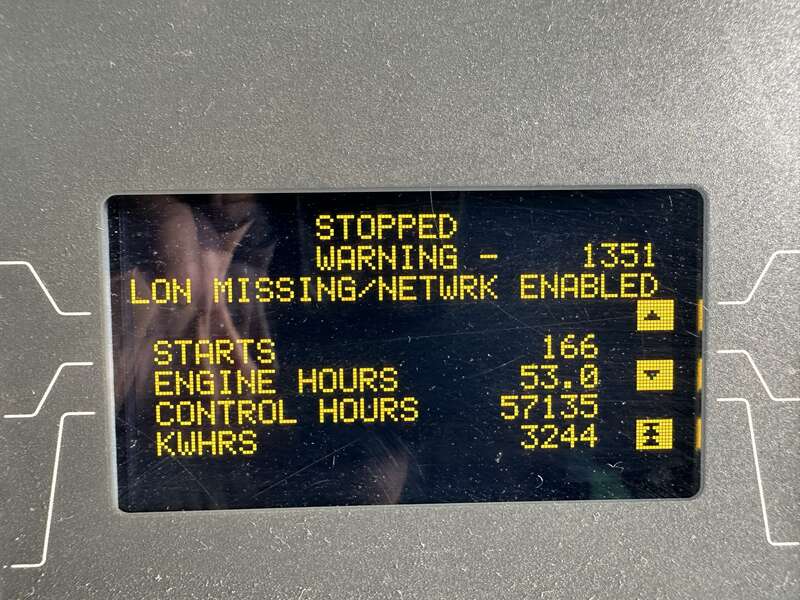 STOPPED
WARNING - 1351
LON MISSING/NETWRK ENABLED
STARTS 166
ENGINE HOURS 53.0
CONTROL HOURS 57135
KWHRS 3244